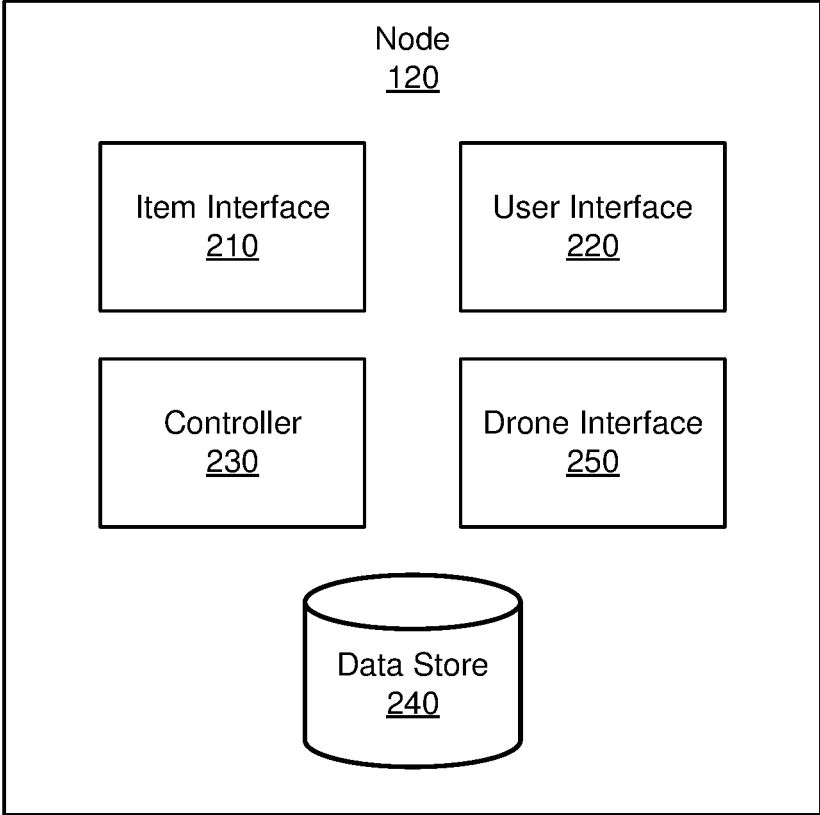 Node
120
Item Interface
210
User Interface
220
Controller
230
Drone Interface
250
Data Store
240